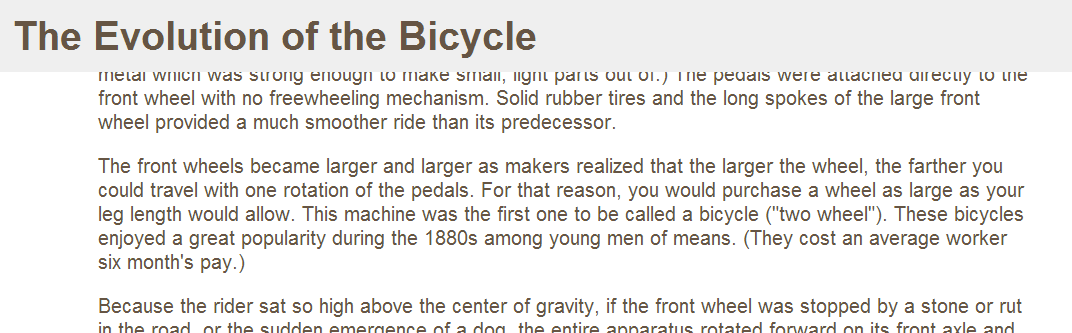 The Evolution of the Bicycle
metal which was strong enough to make small, light parts out of.) The pedals were attached directly to the
front wheel with no freewheeling mechanism. Solid rubber tires and the long spokes of the large front
wheel provided a much smoother ride than its predecessor.
The front wheels became larger and larger as makers realized that the larger the wheel, the farther you
could travel with one rotation of the pedals. For that reason, you would purchase a wheel as large as your
leg length would allow. This machine was the first one to be called a bicycle ("two wheel"). These bicycles
enjoyed a great popularity during the 1880s among young men of means. (They cost an average worker
six month's pay.)
Because the rider sat so high above the center of gravity, if the front wheel was stopped by a stone or rut
in the road, or the sudden emergence of a dog, the entire apparatus rotated forward on its front axle and